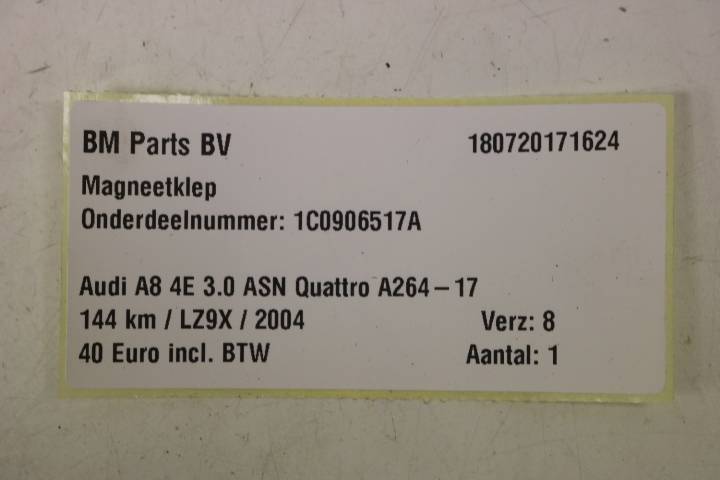 BM Parts BV 180720171624
Magneetklep
Onderdeelnummer: 1C0906517A
Audi A8 4E 3.0 ASN Quattro A264-17
144 km / LZ9X / 2004 Verz: 8
40 Euro incl. BTW Aantal: 1